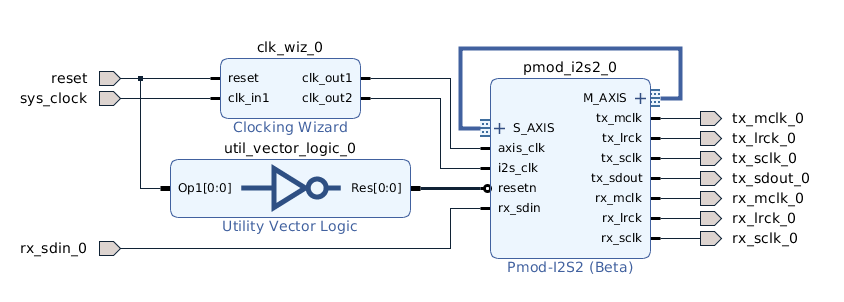 clk_wiz_0
reset
sys_clock
reset
clk_in1
clk_out1
clk_out2
Clocking Wizard
util_vector_logic_0
Op1[0:0]
Res[0:0]
Utility Vector Logic
rx_sdin_0
pmod_i2s2_0
S_AXIS
axis_clk
i2s_clk
resetn
rx_sdin
M_AXIS
tx_mclk
tx_lrck
tx_sclk
tx_sdout
rx_mclk
rx_lrck
rx_sclk
Pmod-I2S2 (Beta)
tx_mclk_0
tx_lrck_0
tx_sclk_0
tx_sdout_0
rx_mclk_0
rx_lrck_0
rx_sclk_0